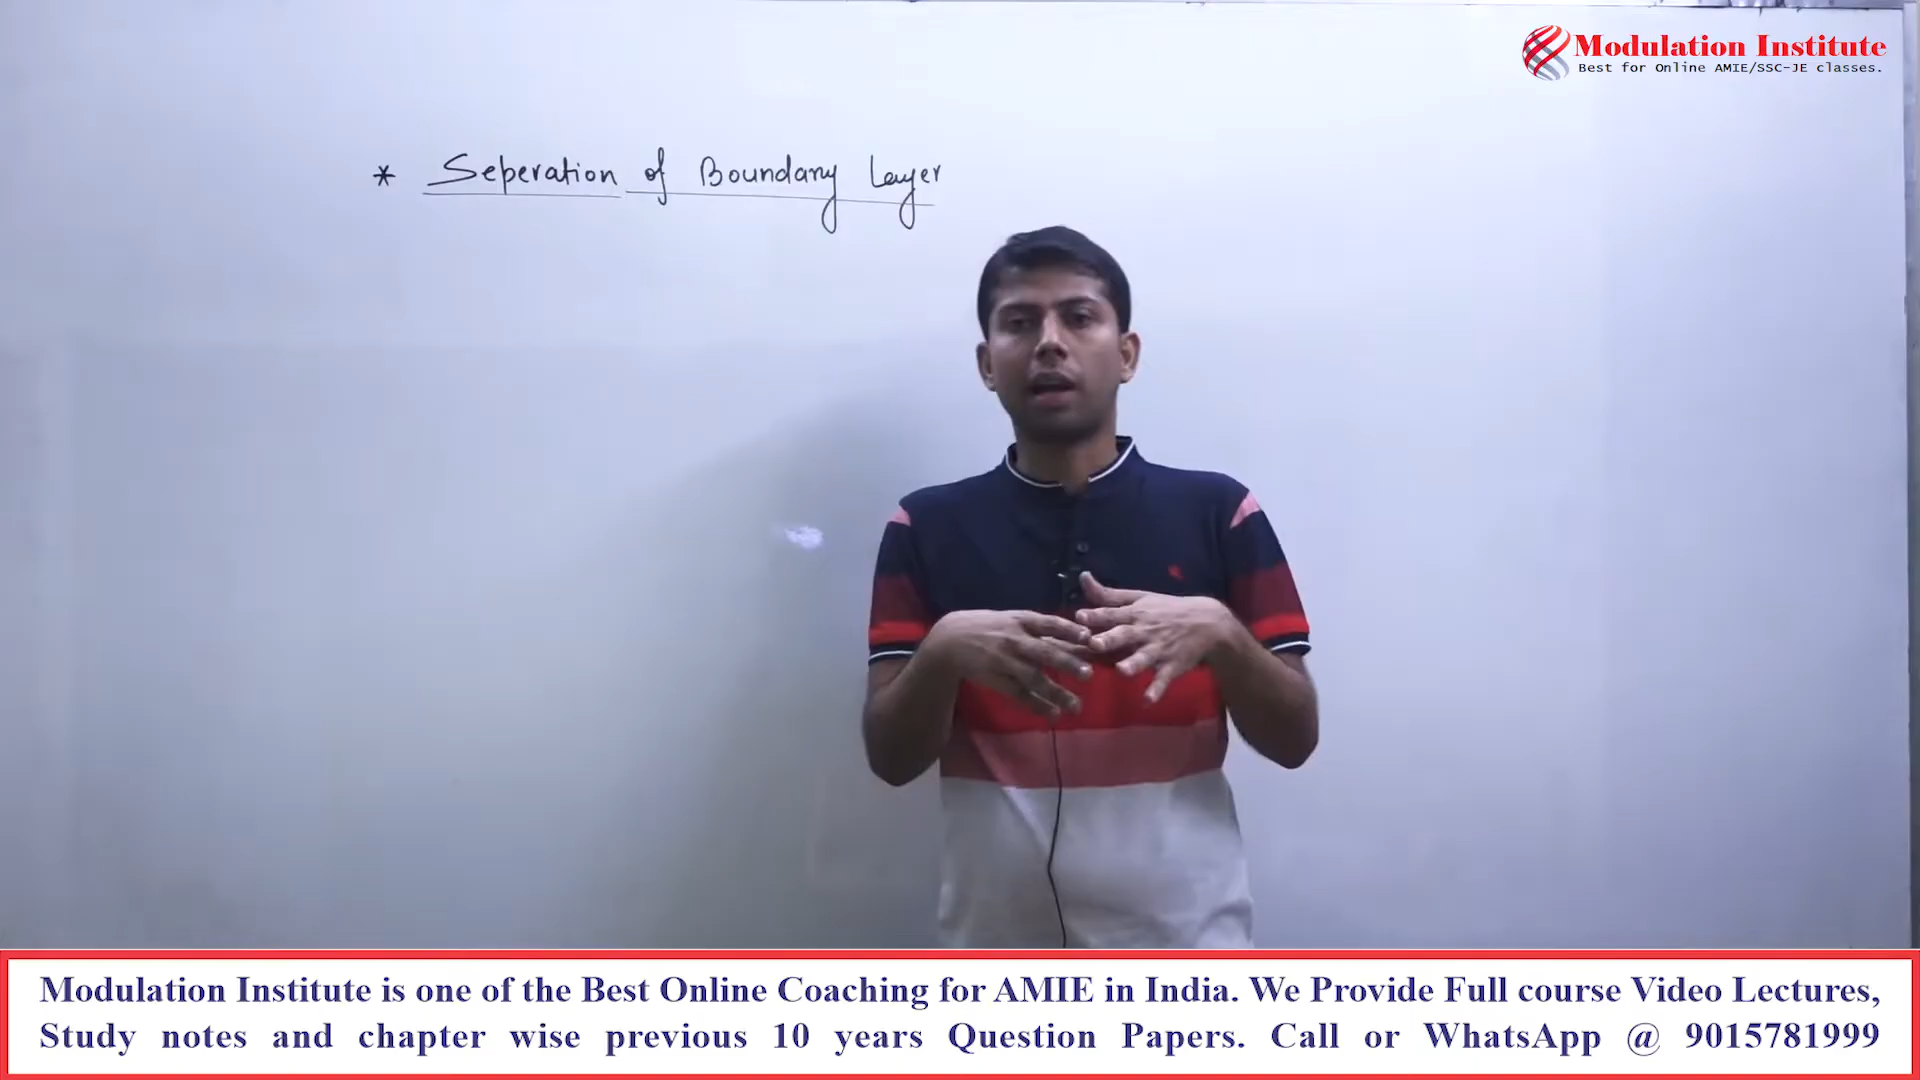 Modulation Institute
Best for Online AMIE/SSC-JE classes.
* Seperation of Boundary Layer
Modulation Institute is one of the Best Online Coaching for AMIE in India. We Provide Full course Video Lectures,
Study notes and chapter wise previous 10 years Question Papers. Call or WhatsApp @ 9015781999